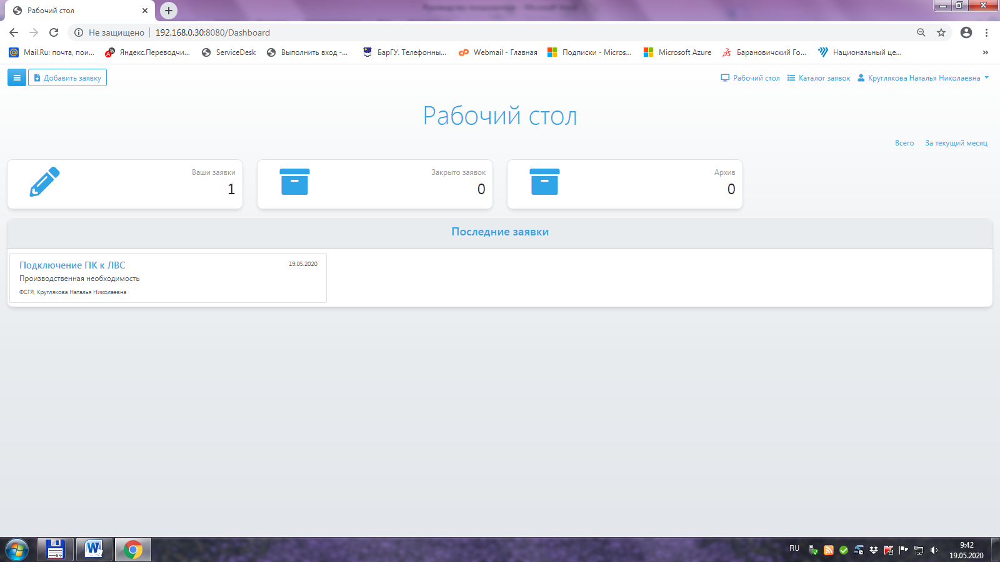 Рабочий стол
Не защищено 192.168.0.30:8080/Dashboard
Mail.Ru: почта, пои... Яндекс.Переводчи... ServiceDesk Выполнить вход -... БарГУ. Телефонны... Webmail - Главная Подписки - Micros... Microsoft Azure Барановичский Го... Национальный це... »
Добавить заявку Рабочий стол Каталог заявок Круглякова Наталья Николаевна
Рабочий стол
Всего За текущий месяц
Ваши заявки
1
Закрыто заявок
0
Архив
0
Последние заявки
Подключение ПК к ЛВС 19.05.2020
Производственная необходимость
ФСГЯ, Круглякова Наталья Николаевна
RU
9:42
19.05.2020